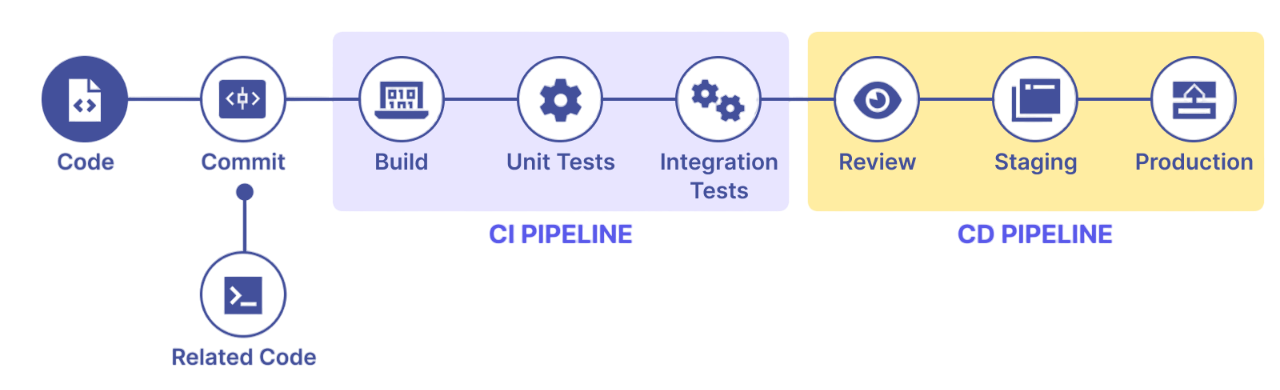 Code
Commit
Build
Unit Tests
Integration
Tests
Review
Staging
Production
CI PIPELINE
CD PIPELINE
Related Code